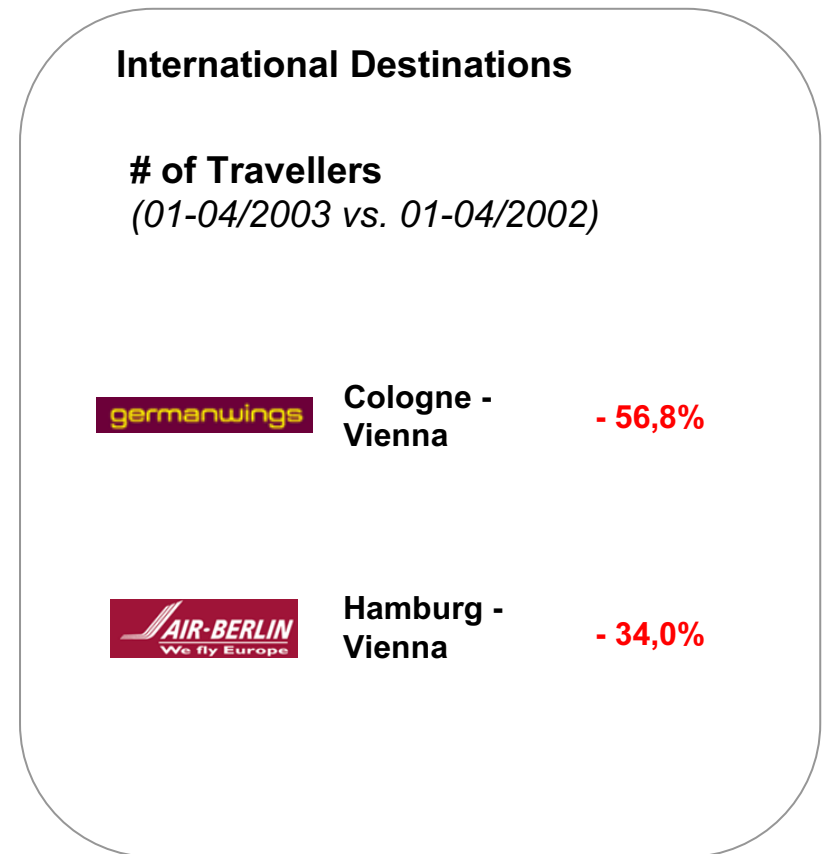 International Destinations
# of Travellers
(01-04/2003 vs. 01-04/2002)
germanwings
Cologne -
Vienna
- 56,8%
AIR-BERLIN
We fly Europe
Hamburg -
Vienna
- 34,0%